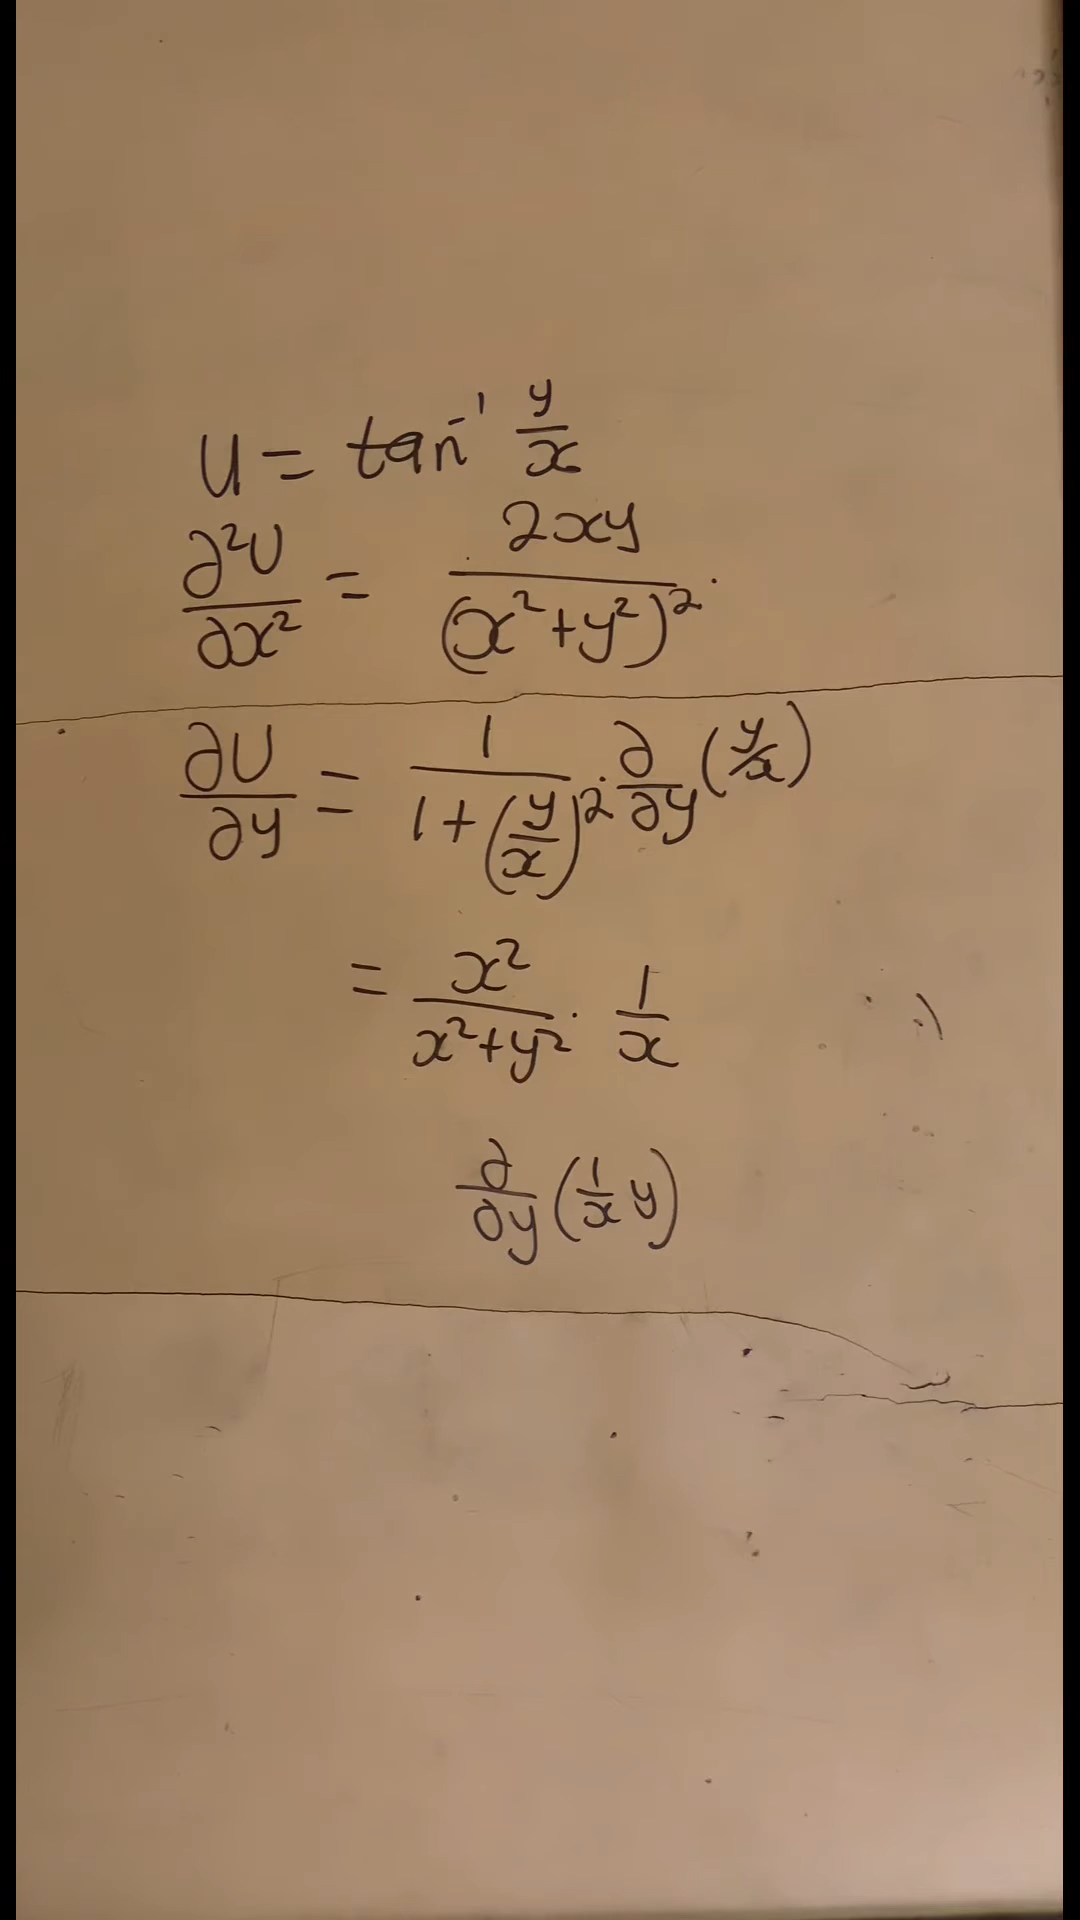 U = tan⁻¹ y/x
∂²U/∂x² = 2xy/(x²+y²)².
∂U/∂y = 1/(1+(y/x)²) · ∂/∂y (y/x)
= x²/(x²+y²) · 1/x
∂/∂y (1/x y)